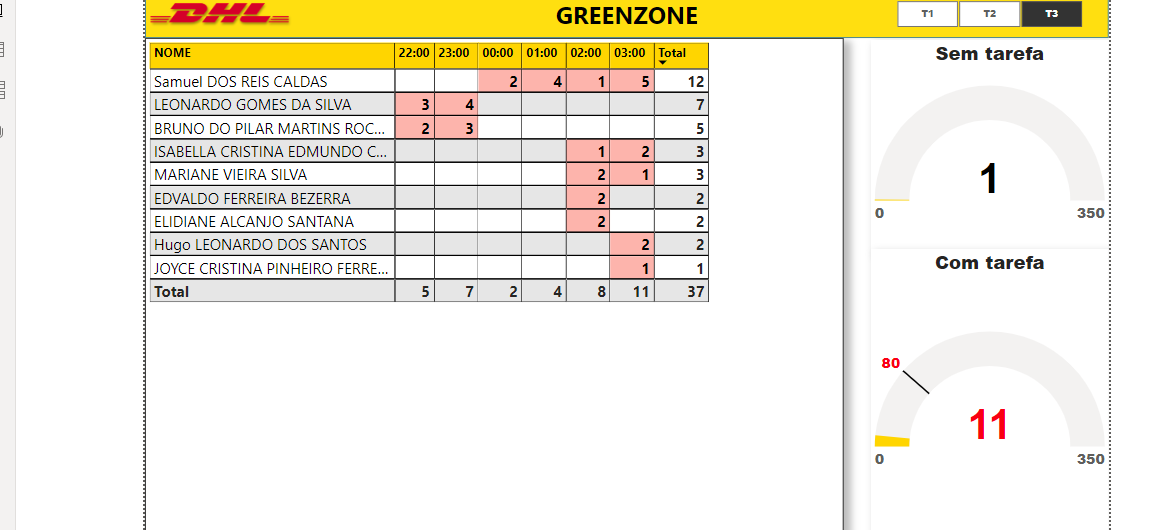 DHL
GREENZONE
T1 T2 T3
NOME 22:00 23:00 00:00 01:00 02:00 03:00 Total
Samuel DOS REIS CALDAS 2 4 1 5 12
LEONARDO GOMES DA SILVA 3 4 7
BRUNO DO PILAR MARTINS ROC... 2 3 5
ISABELLA CRISTINA EDMUNDO C... 1 2 3
MARIANE VIEIRA SILVA 2 1 3
EDVALDO FERREIRA BEZERRA 2 2
ELIDIANE ALCANJO SANTANA 2 2
Hugo LEONARDO DOS SANTOS 2 2
JOYCE CRISTINA PINHEIRO FERRE... 1 1
Total 5 7 2 4 8 11 37
Sem tarefa
1
0 350
Com tarefa
80
11
0 350